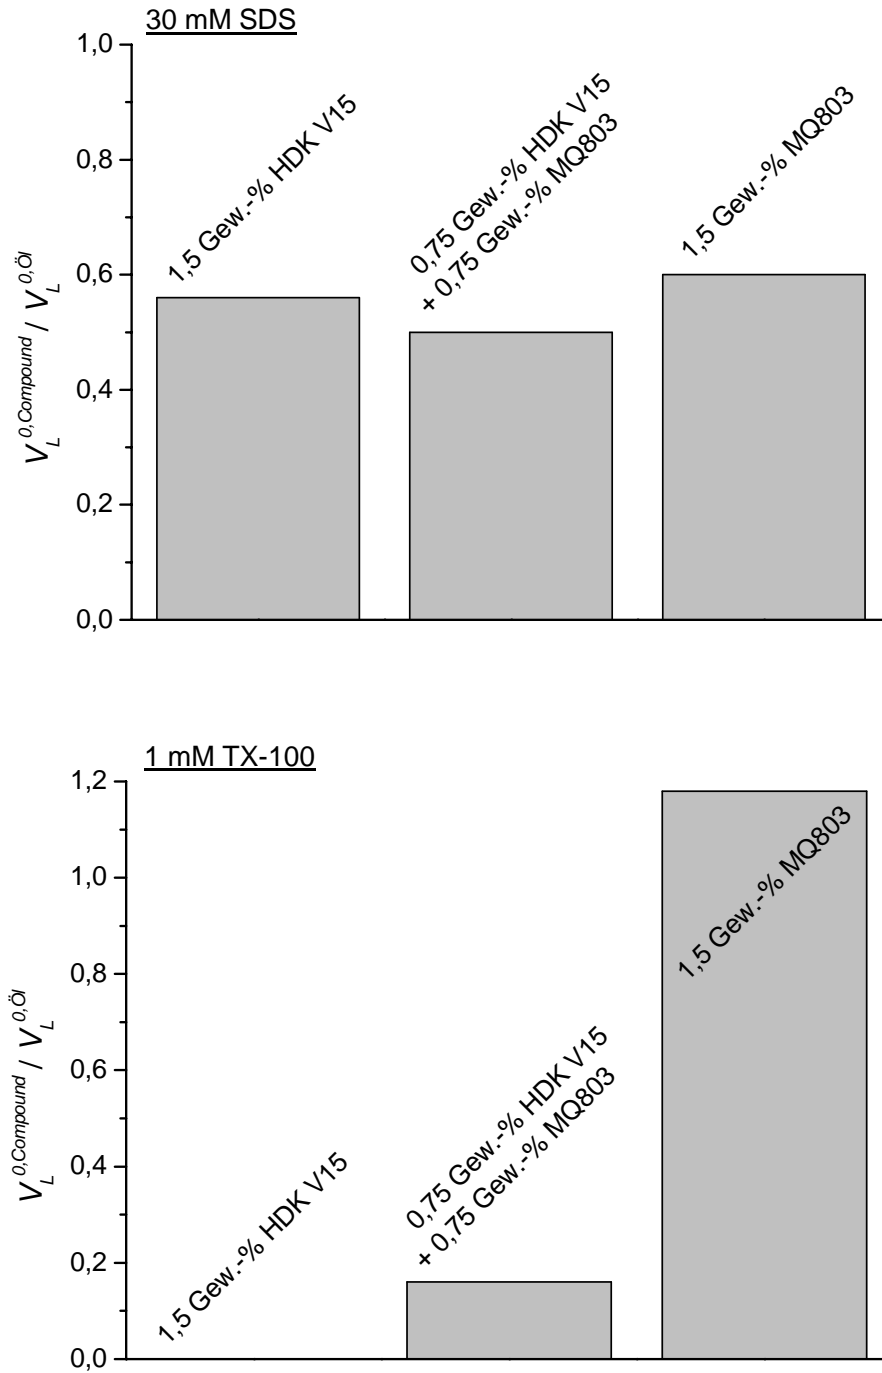 30 mM SDS
1,0
0,8
0,6
0,4
0,2
0,0
V_L^0,Compound / V_L^0,Öl
1,5 Gew.-% HDK V15
0,75 Gew.-% HDK V15
+ 0,75 Gew.-% MQ803
1,5 Gew.-% MQ803
1 mM TX-100
1,2
1,0
0,8
0,6
0,4
0,2
0,0
V_L^0,Compound / V_L^0,Öl
1,5 Gew.-% HDK V15
0,75 Gew.-% HDK V15
+ 0,75 Gew.-% MQ803
1,5 Gew.-% MQ803